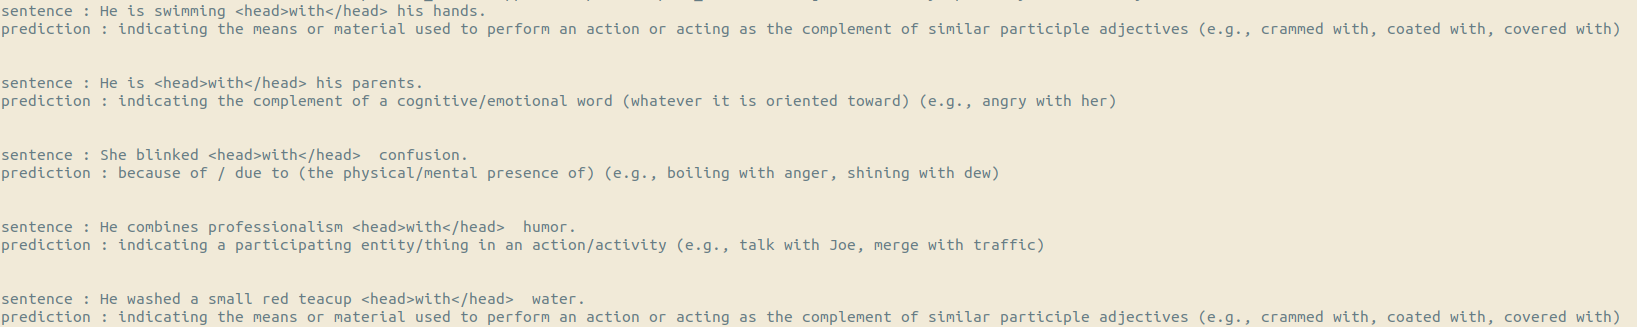 sentence : He is swimming <head>with</head> his hands.
prediction : indicating the means or material used to perform an action or acting as the complement of similar participle adjectives (e.g., crammed with, coated with, covered with)
sentence : He is <head>with</head> his parents.
prediction : indicating the complement of a cognitive/emotional word (whatever it is oriented toward) (e.g., angry with her)
sentence : She blinked <head>with</head>  confusion.
prediction : because of / due to (the physical/mental presence of) (e.g., boiling with anger, shining with dew)
sentence : He combines professionalism <head>with</head>  humor.
prediction : indicating a participating entity/thing in an action/activity (e.g., talk with Joe, merge with traffic)
sentence : He washed a small red teacup <head>with</head>  water.
prediction : indicating the means or material used to perform an action or acting as the complement of similar participle adjectives (e.g., crammed with, coated with, covered with)